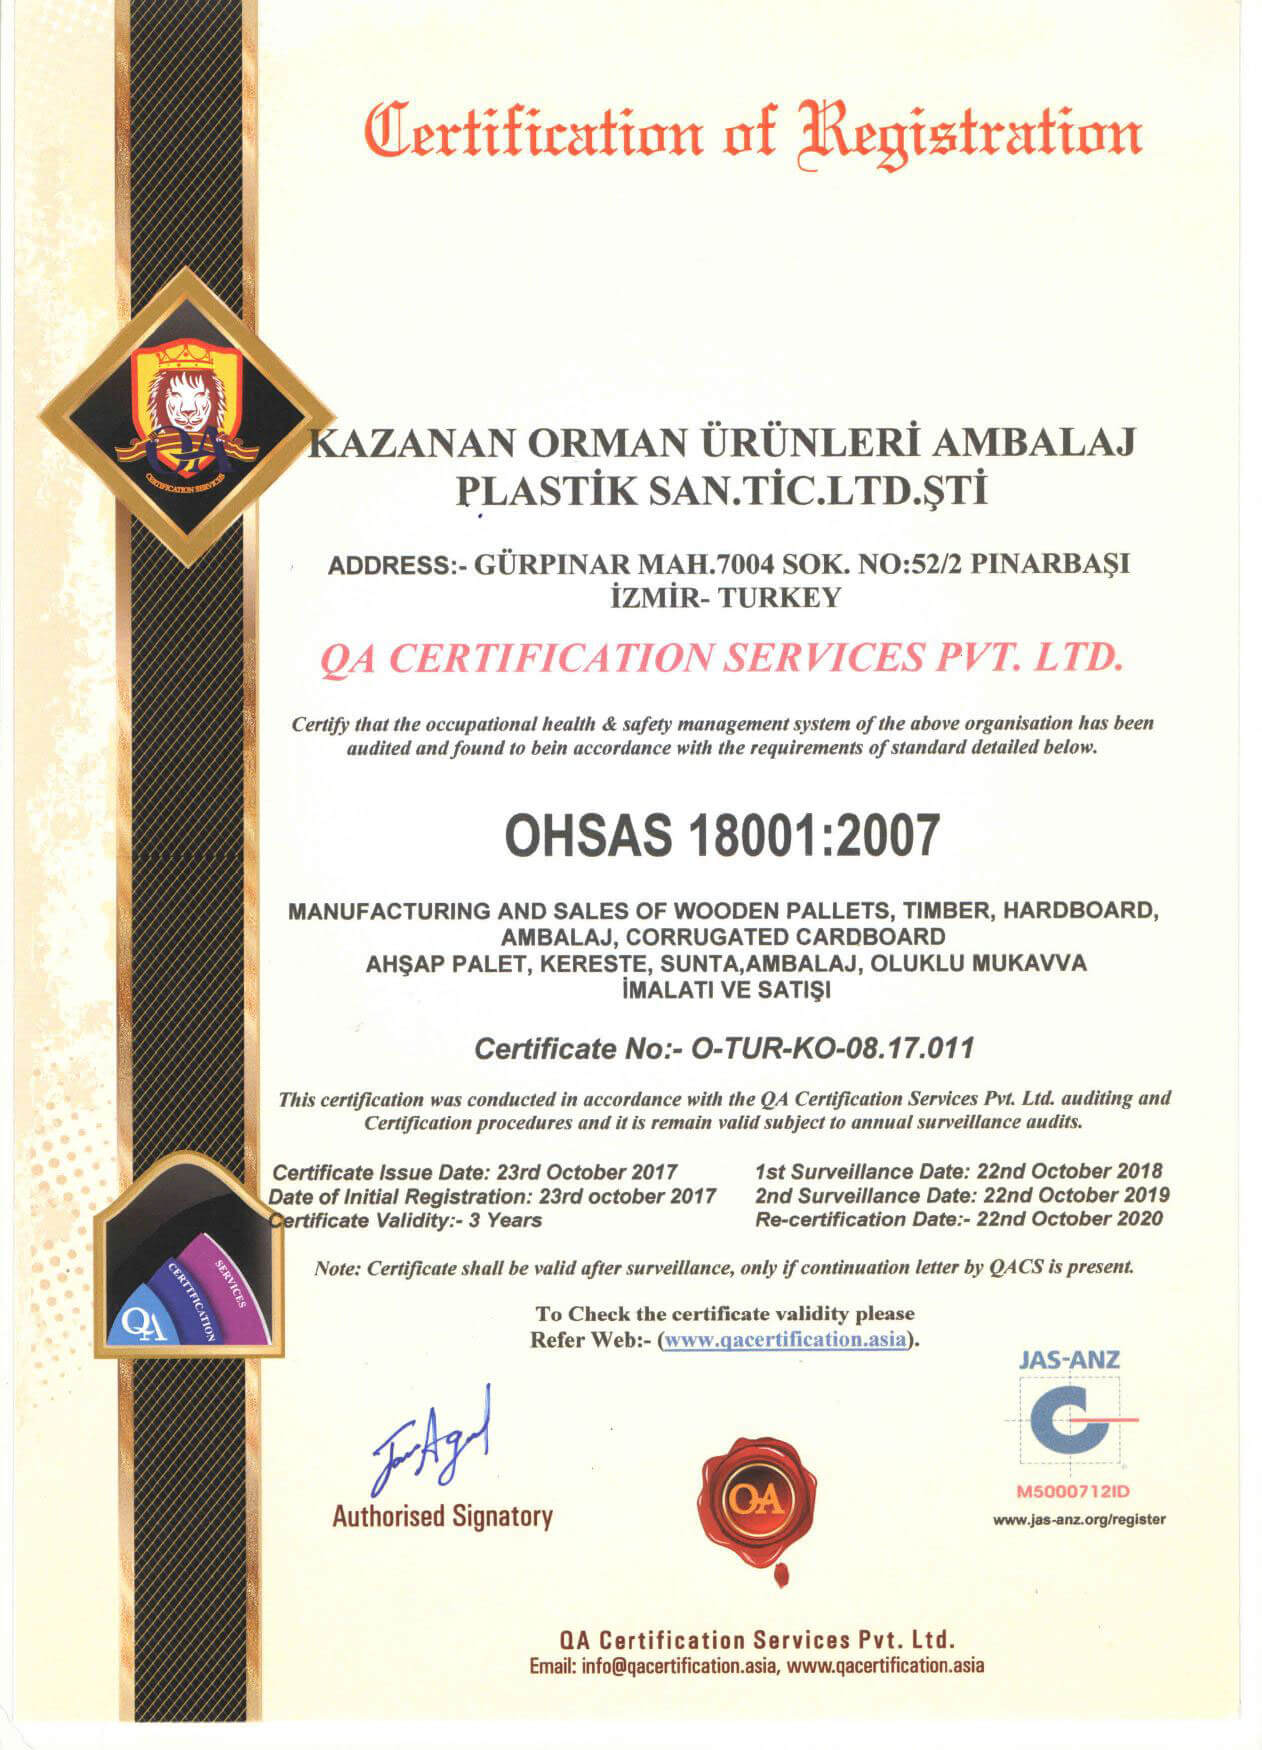 Certification of Registration
QA
CERTIFICATION SERVICES
KAZANAN ORMAN ÜRÜNLERİ AMBALAJ
PLASTİK SAN.TİC.LTD.ŞTİ
ADDRESS:- GÜRPINAR MAH.7004 SOK. NO:52/2 PINARBAŞI
İZMİR- TURKEY
QA CERTIFICATION SERVICES PVT. LTD.
Certify that the occupational health & safety management system of the above organisation has been
audited and found to bein accordance with the requirements of standard detailed below.
OHSAS 18001:2007
MANUFACTURING AND SALES OF WOODEN PALLETS, TIMBER, HARDBOARD,
AMBALAJ, CORRUGATED CARDBOARD
AHŞAP PALET, KERESTE, SUNTA,AMBALAJ, OLUKLU MUKAVVA
İMALATI VE SATIŞI
Certificate No:- O-TUR-KO-08.17.011
This certification was conducted in accordance with the QA Certification Services Pvt. Ltd. auditing and
Certification procedures and it is remain valid subject to annual surveillance audits.
Certificate Issue Date: 23rd October 2017
Date of Initial Registration: 23rd october 2017
Certificate Validity:- 3 Years
1st Surveillance Date: 22nd October 2018
2nd Surveillance Date: 22nd October 2019
Re-certification Date:- 22nd October 2020
QA
CERTTFICATION
SERVICES
Note: Certificate shall be valid after surveillance, only if continuation letter by QACS is present.
To Check the certificate validity please
Refer Web:- (www.qacertification.asia).
Authorised Signatory
QA
JAS-ANZ
M5000712ID
www.jas-anz.org/register
QA Certification Services Pvt. Ltd.
Email: info@qacertification.asia, www.qacertification.asia